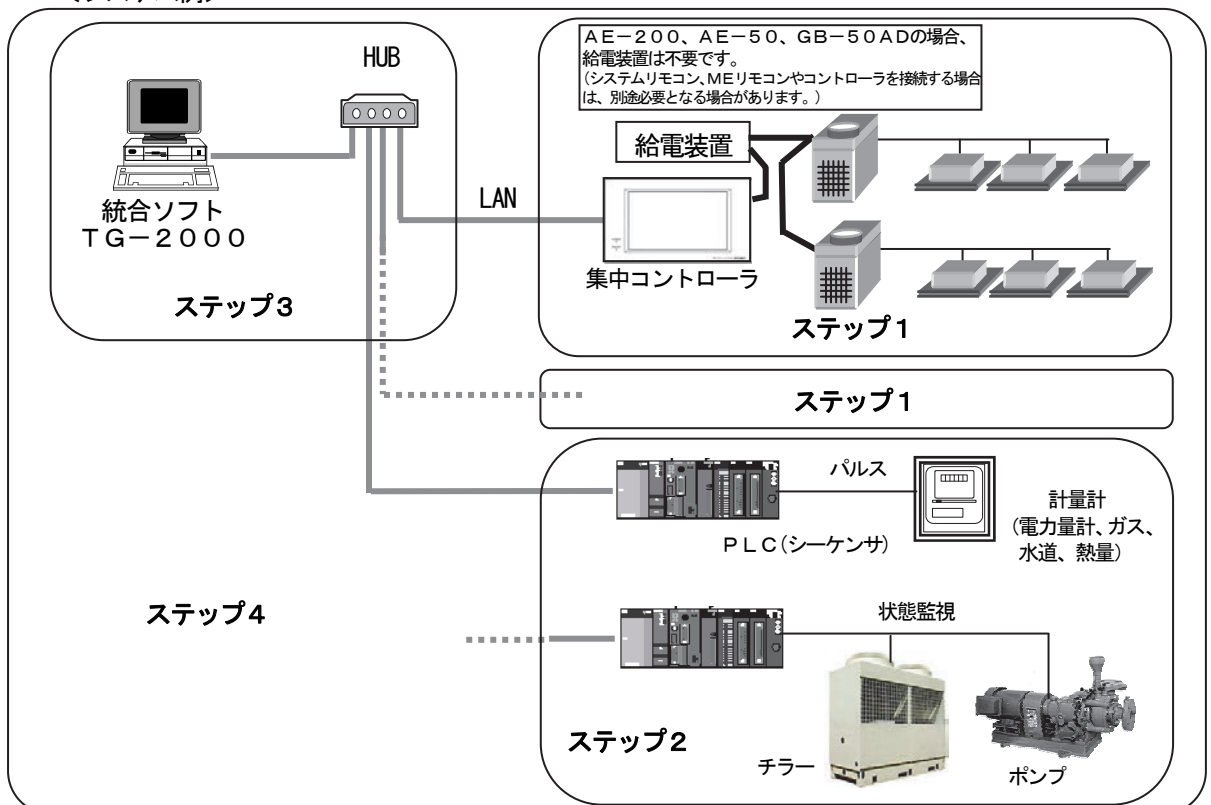 HUB
統合ソフト
TG－2000
ステップ3
LAN
AE－200、AE－50、GB－50ADの場合、
給電装置は不要です。
（システムリモコン、MEリモコンやコントローラを接続する場合
は、別途必要となる場合があります。）
給電装置
集中コントローラ
ステップ1
ステップ1
パルス
PLC（シーケンサ）
計量計
（電力量計、ガス、
水道、熱量）
ステップ4
状態監視
ステップ2
チラー
ポンプ